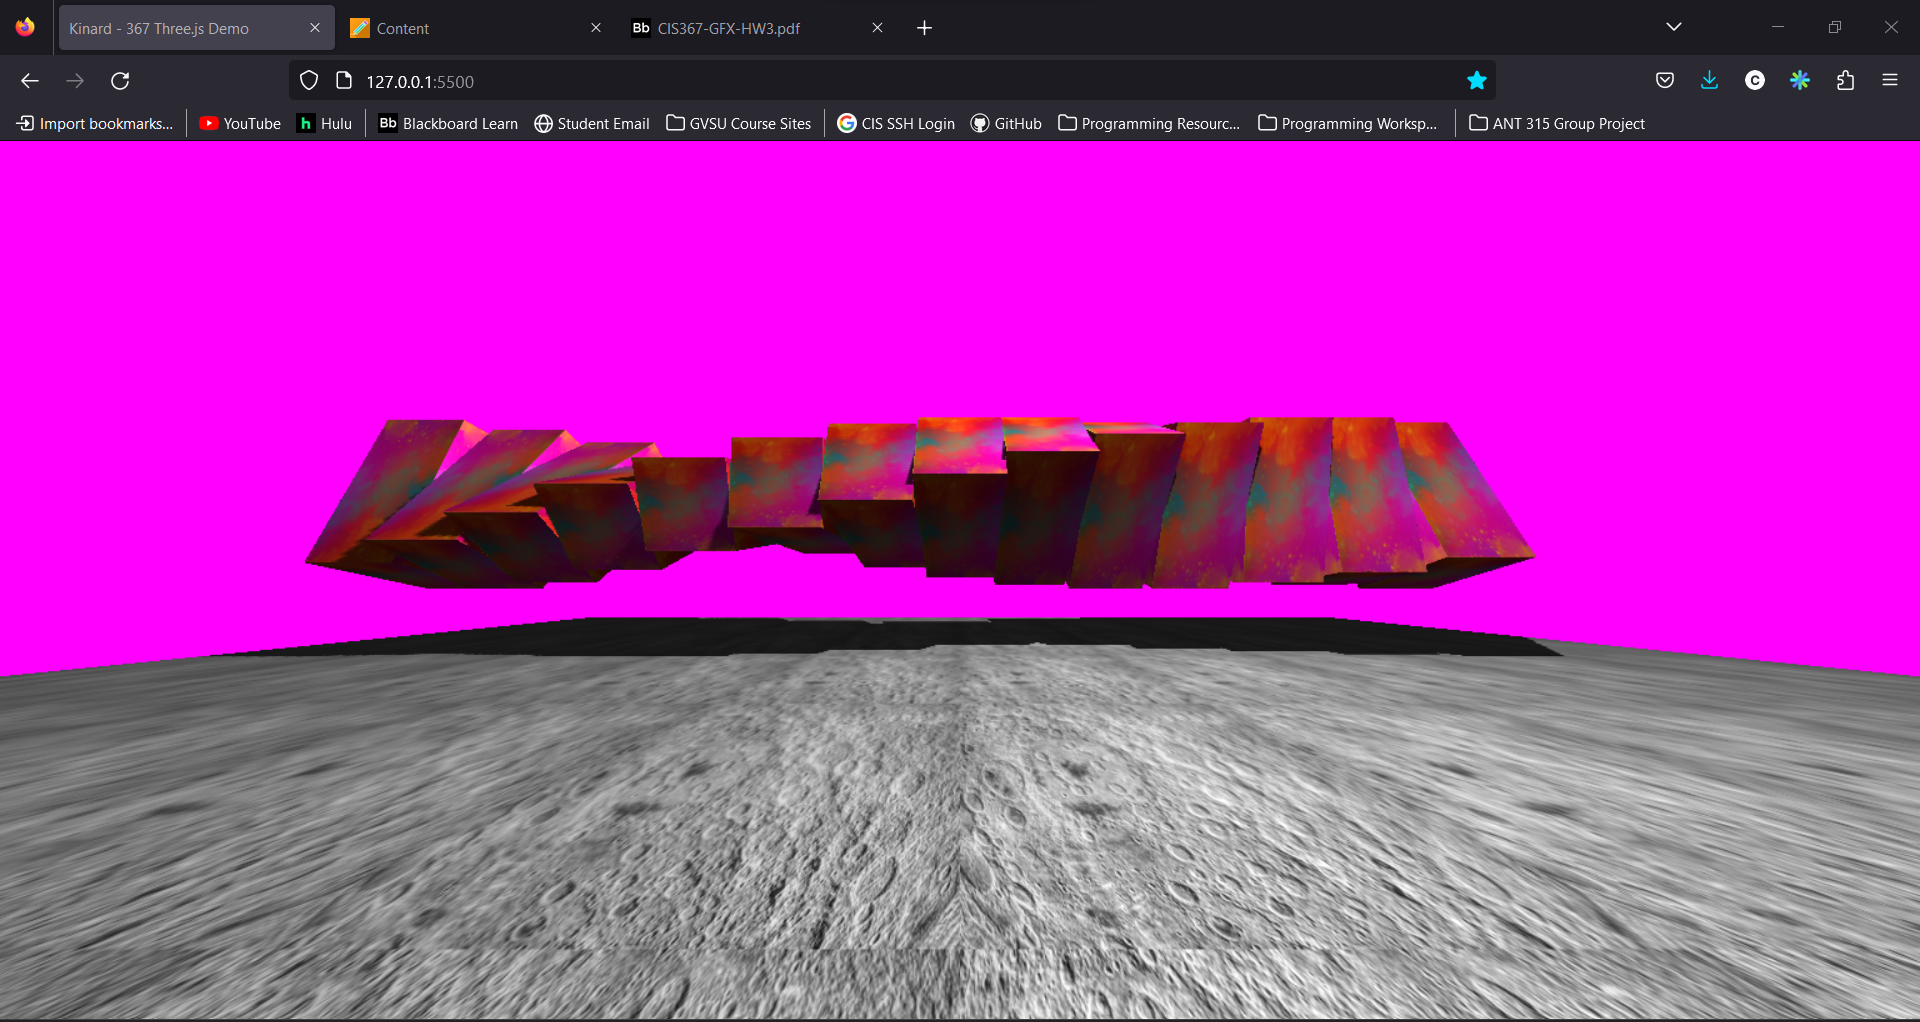 Kinard - 367 Three.js Demo Content Bb CIS367-GFX-HW3.pdf
127.0.0.1:5500 C
Import bookmarks... YouTube h Hulu Bb Blackboard Learn Student Email GVSU Course Sites G CIS SSH Login GitHub Programming Resourc... Programming Worksp... ANT 315 Group Project